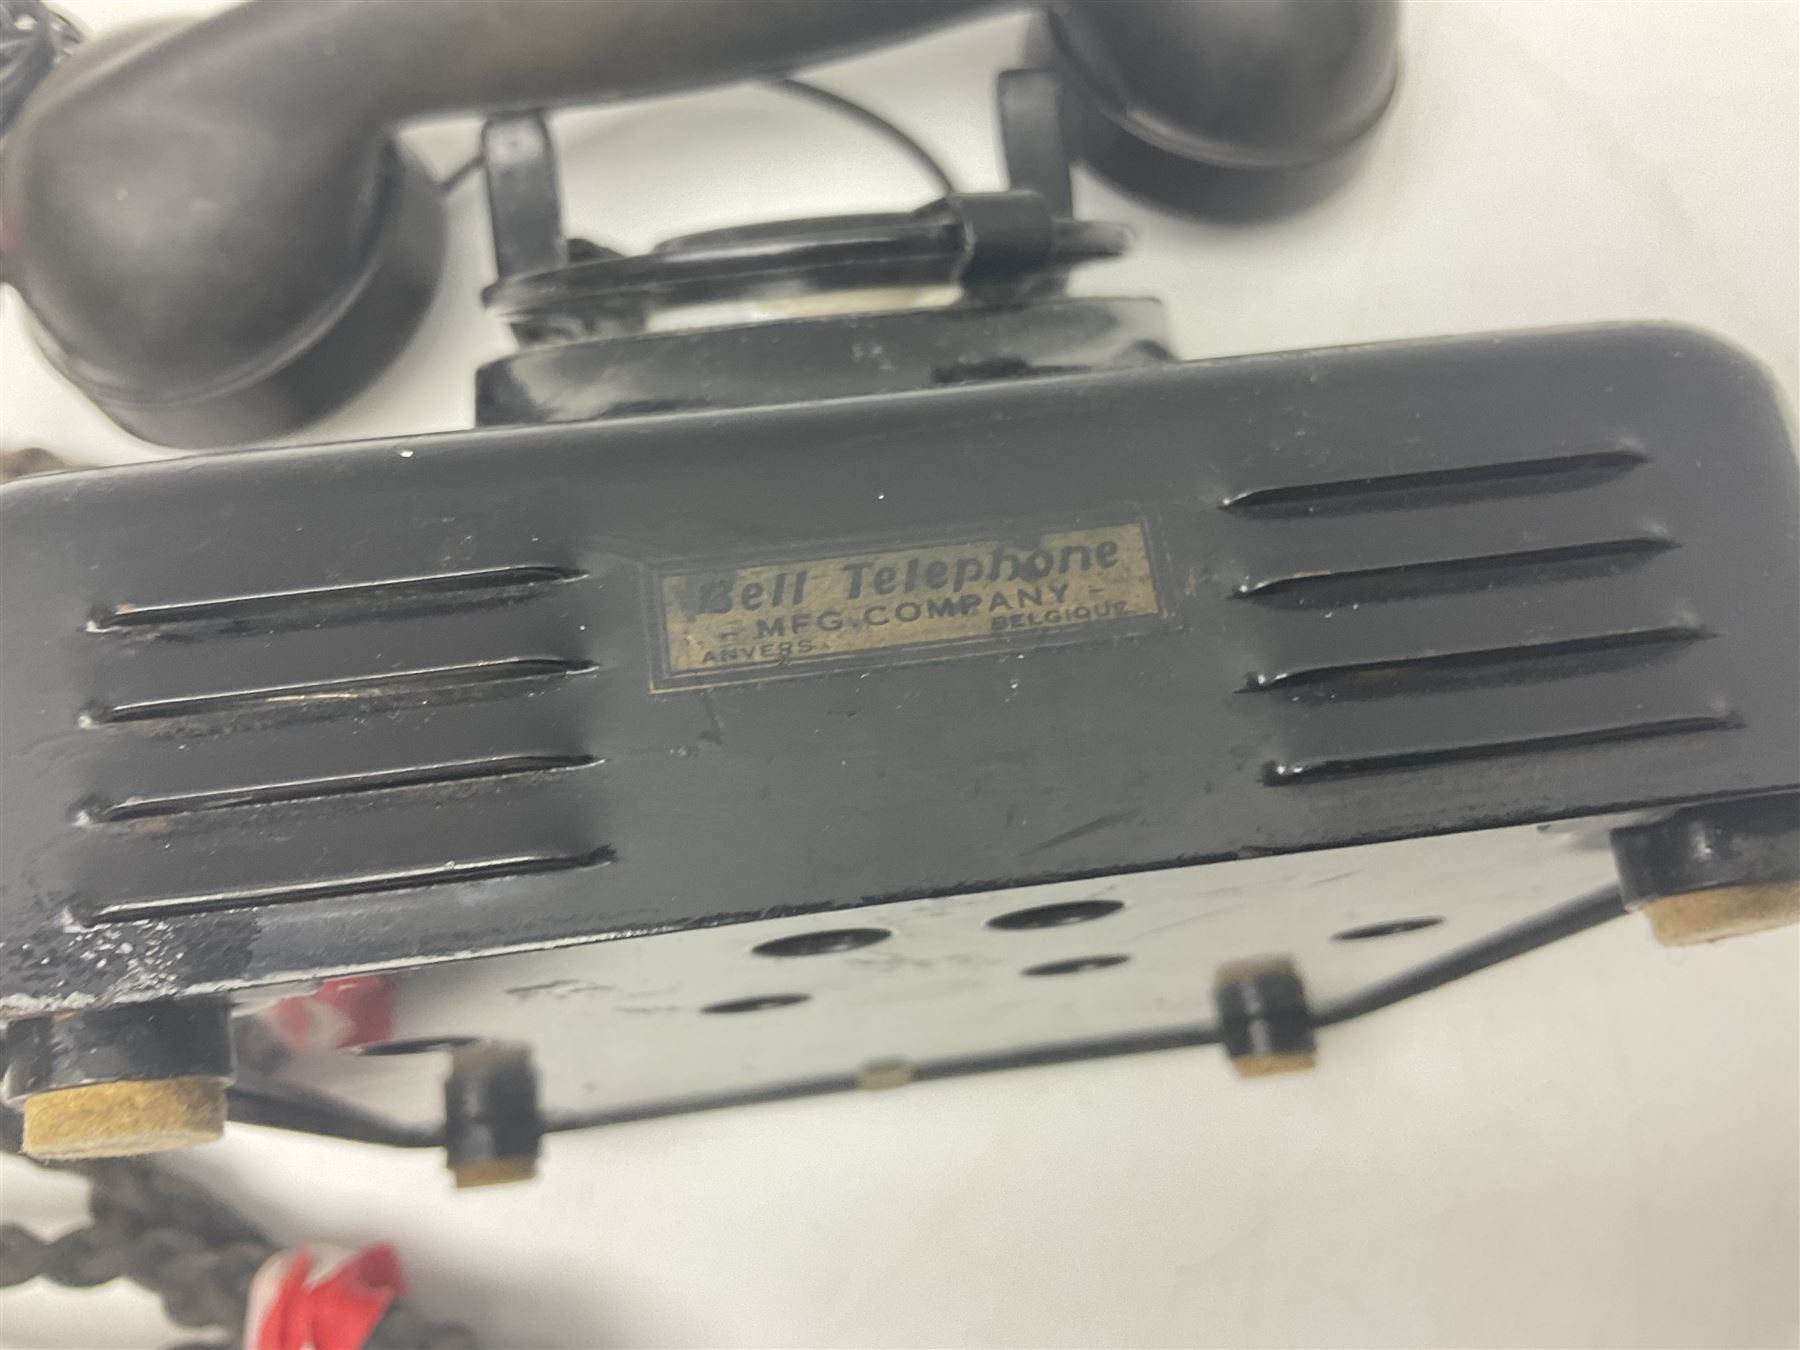 Bell Telephone
- MFG. COMPANY -
ANVERS BELGIQUE